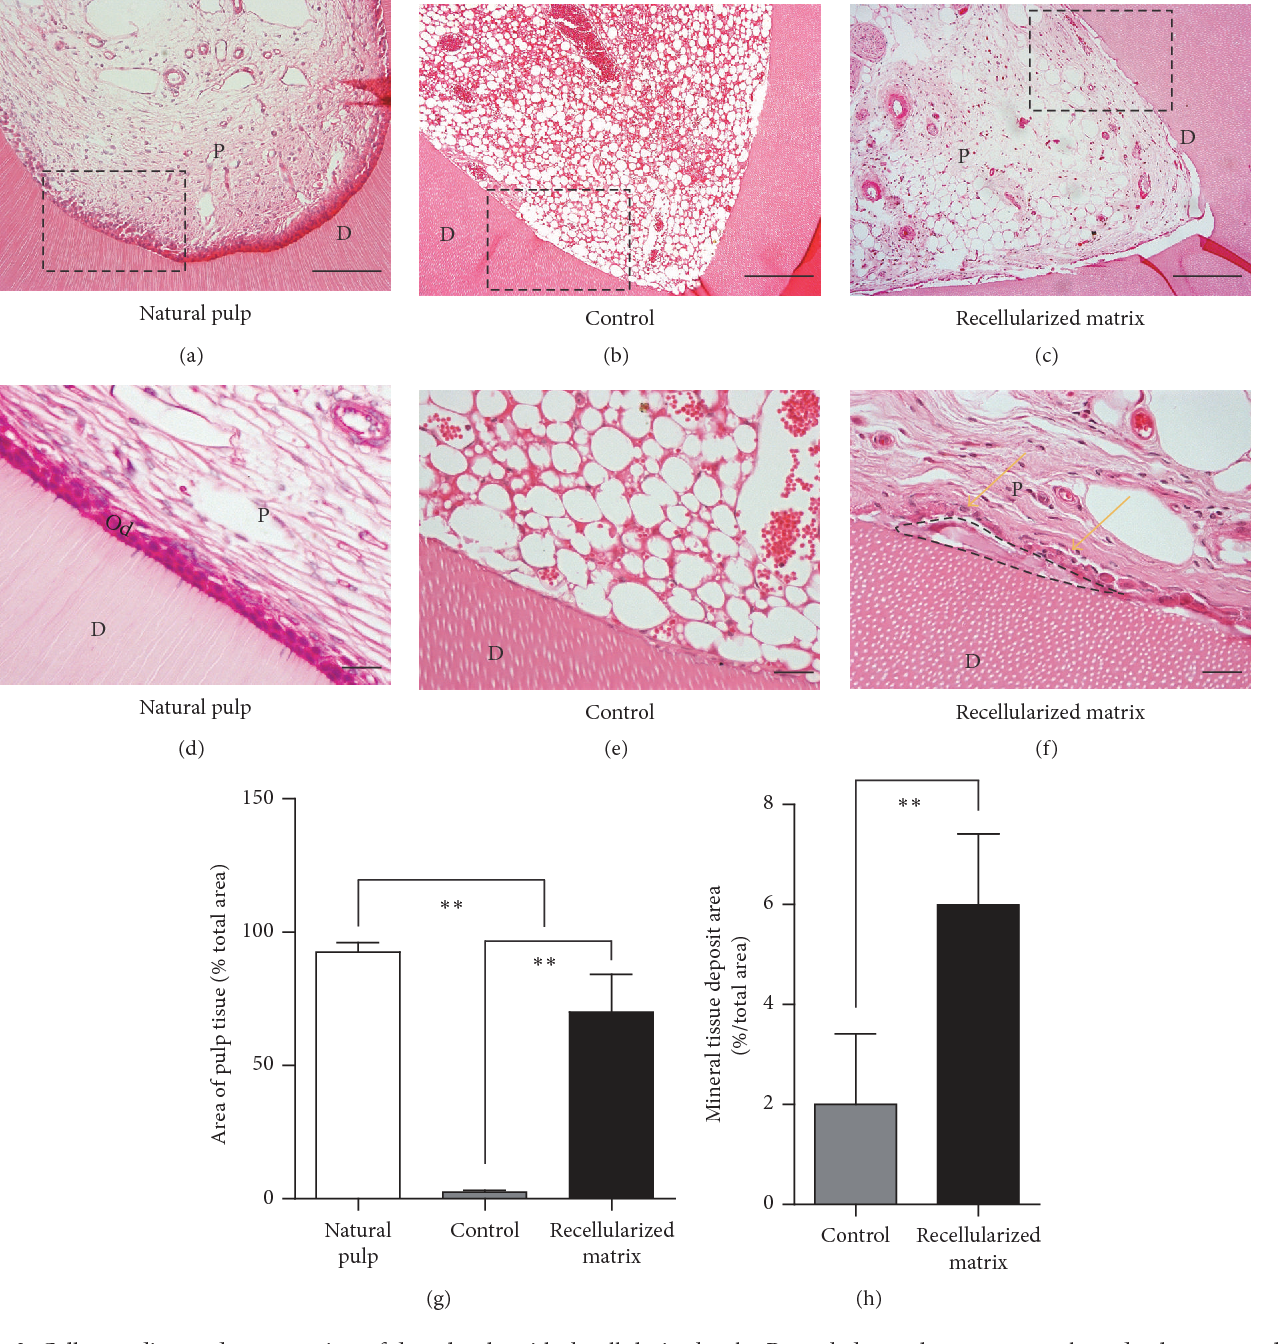 P
D
Natural pulp
(a)
D
Control
(b)
P
D
Recellularized matrix
(c)
Od
P
D
Natural pulp
(d)
D
Control
(e)
P
D
Recellularized matrix
(f)
Area of pulp tisue (% total area)
150
100
50
0
**
**
Natural
pulp
Control
Recellularized
matrix
(g)
Mineral tissue deposit area
(%/total area)
8
6
4
2
0
**
Control
Recellularized
matrix
(h)